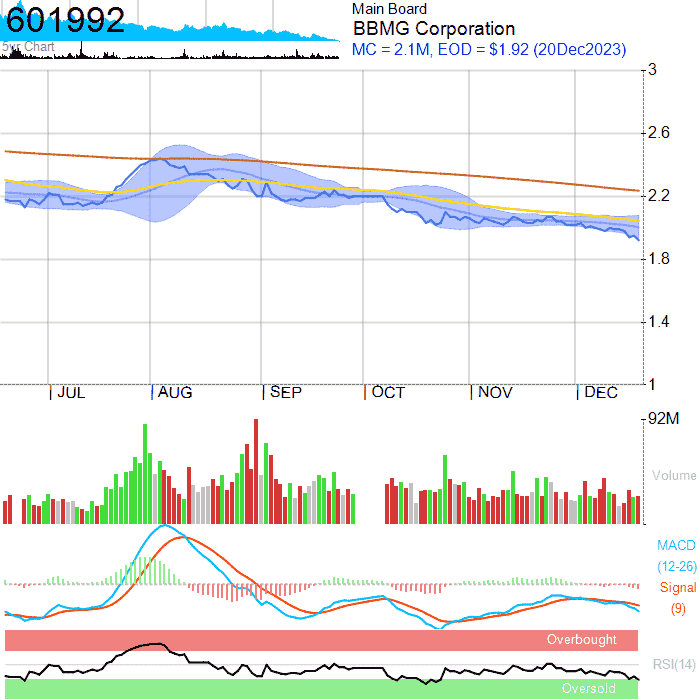 601992
5yr Chart
Main Board
BBMG Corporation
MC = 2.1M, EOD = $1.92 (20Dec2023)
3
2.6
2.2
1.8
1.4
1
JUL AUG SEP OCT NOV DEC
92M
Volume
MACD
(12-26)
Signal
(9)
Overbought
RSI(14)
Oversold